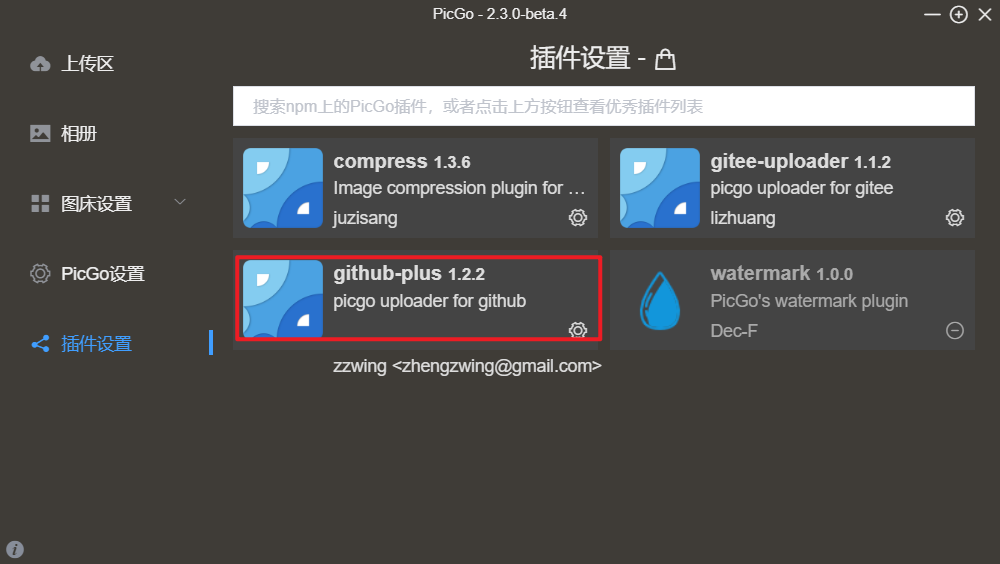 PicGo - 2.3.0-beta.4
上传区
相册
图床设置
PicGo设置
插件设置
插件设置 -
搜索npm上的PicGo插件，或者点击上方按钮查看优秀插件列表
compress 1.3.6
Image compression plugin for ...
juzisang
gitee-uploader 1.1.2
picgo uploader for gitee
lizhuang
github-plus 1.2.2
picgo uploader for github
zzwing <zhengzwing@gmail.com>
watermark 1.0.0
PicGo's watermark plugin
Dec-F